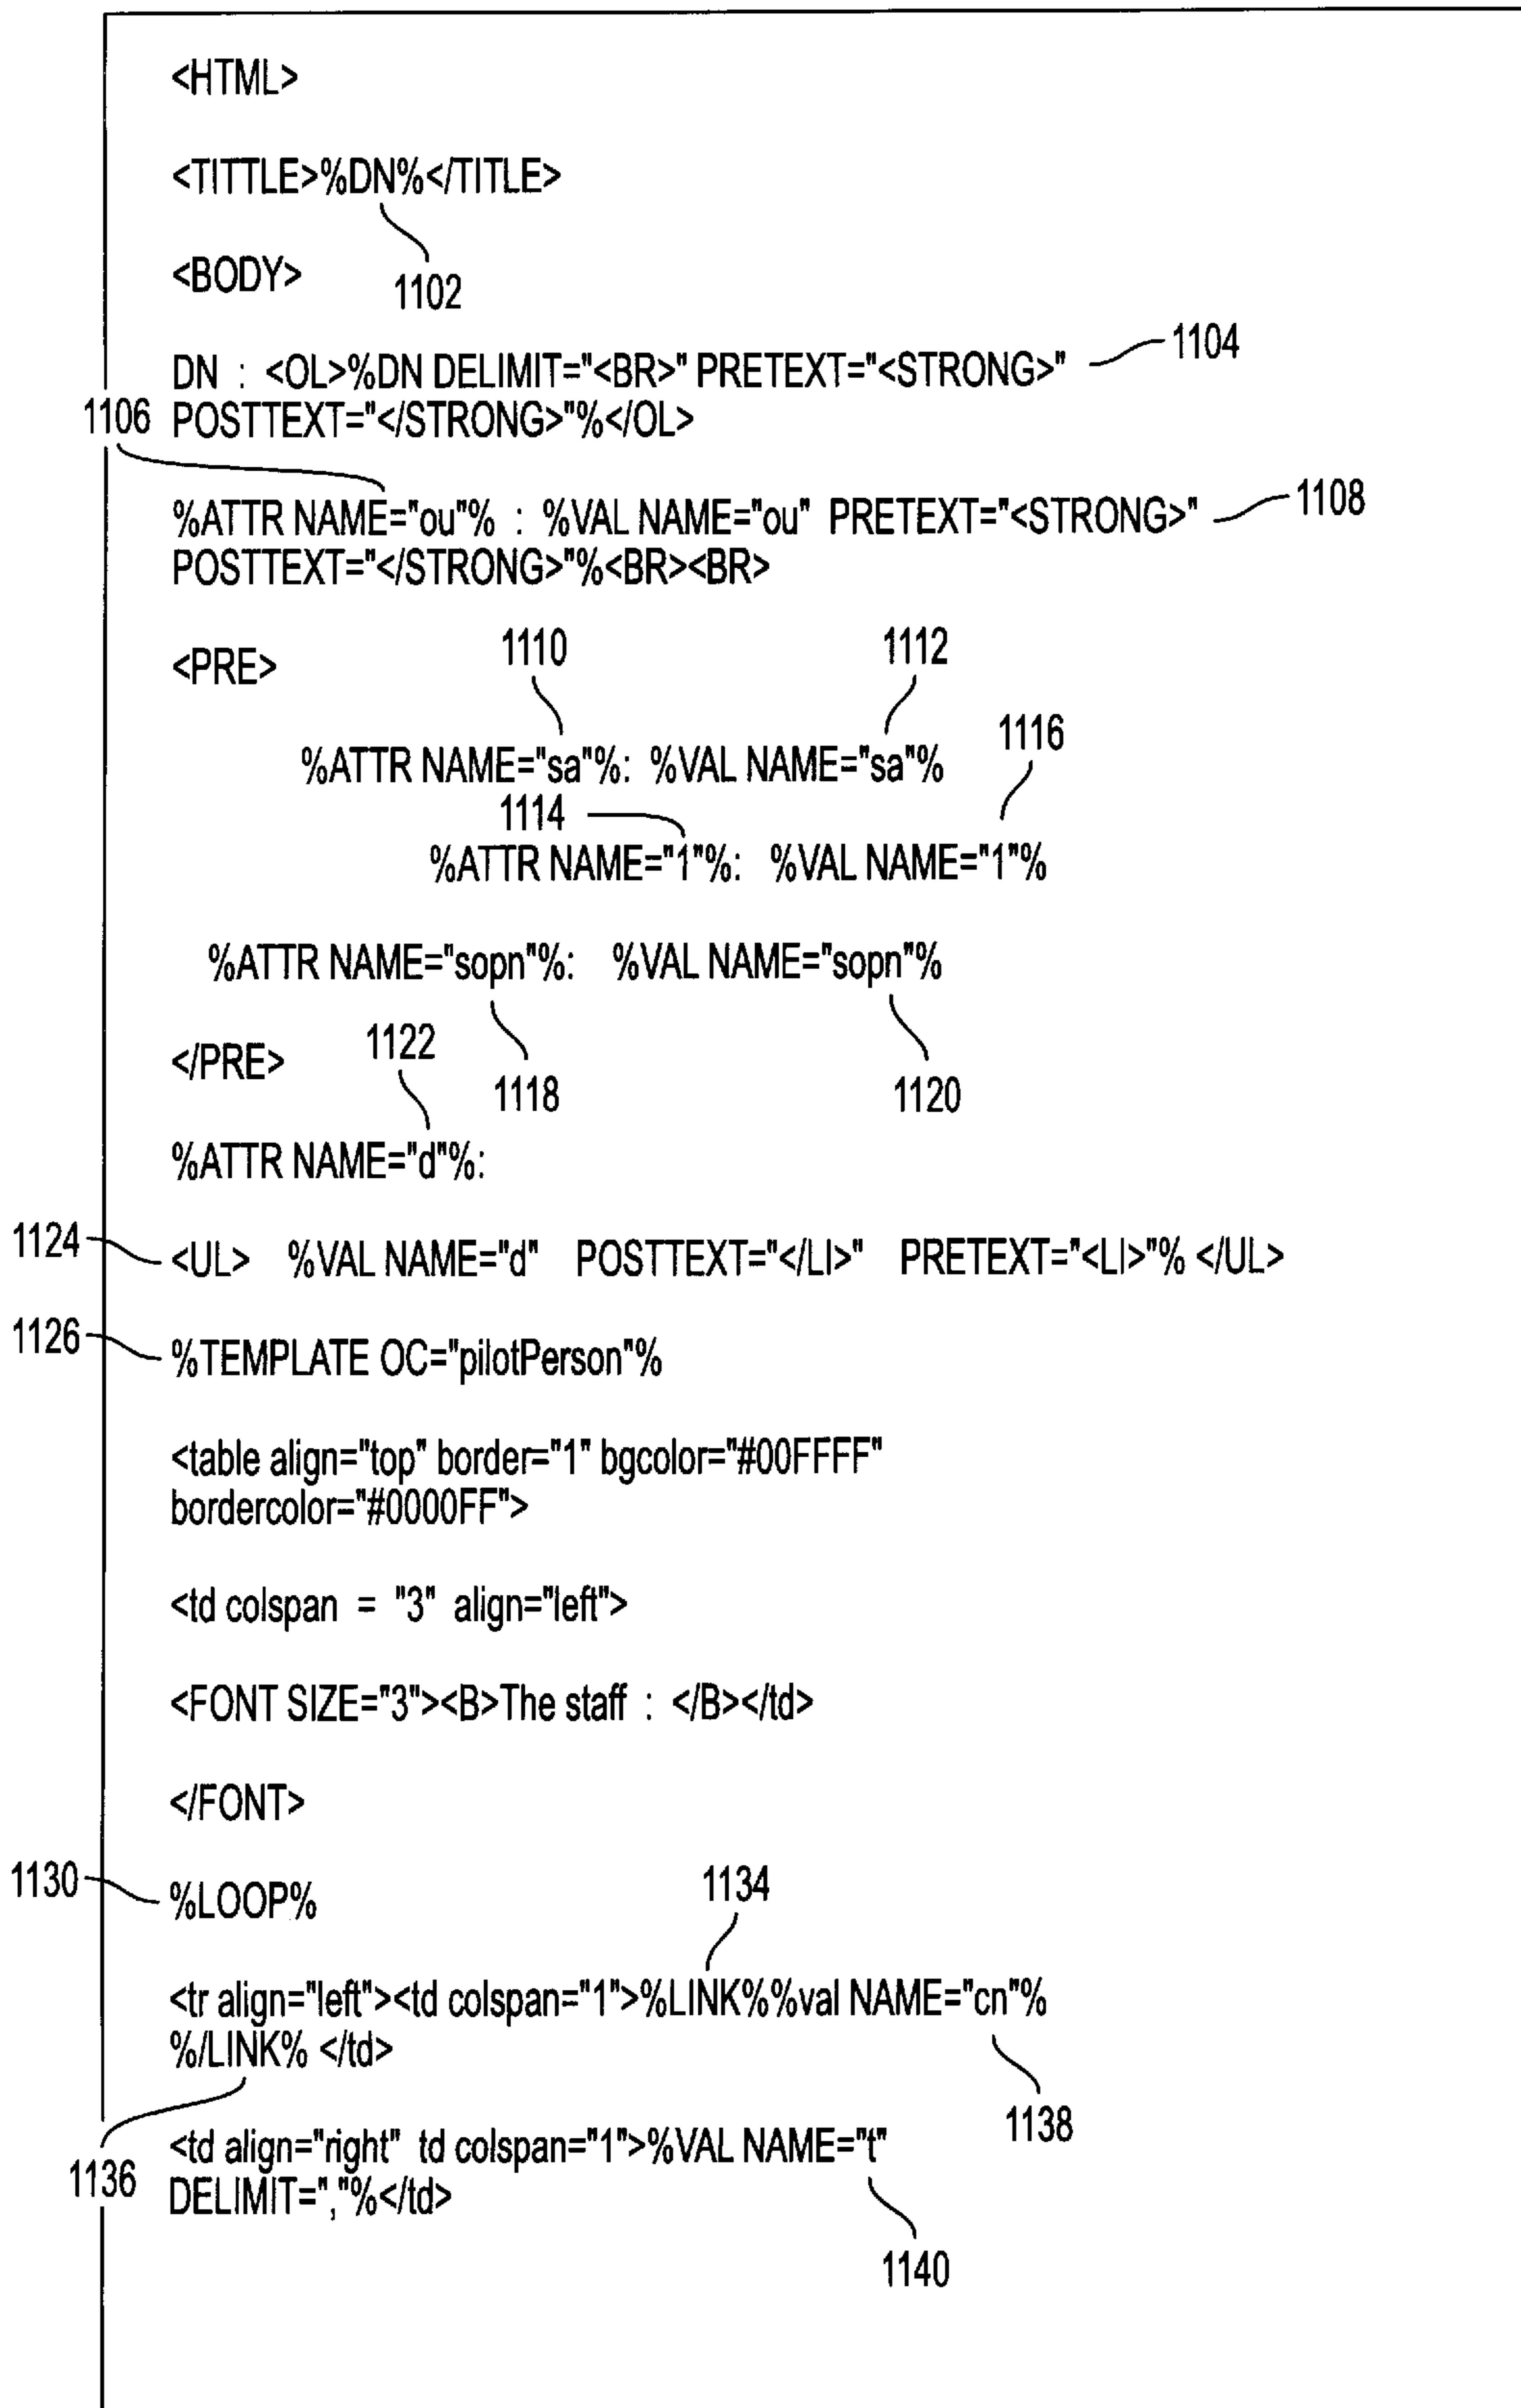 <HTML>
<TITTLE>%DN%</TITLE>
<BODY>
1102
DN : <OL>%DN DELIMIT="<BR>" PRETEXT="<STRONG>"
1104
1106
POSTTEXT="</STRONG>"%</OL>
%ATTR NAME="ou"% : %VAL NAME="ou" PRETEXT="<STRONG>"
1108
POSTTEXT="</STRONG>"%<BR><BR>
<PRE>
1110
1112
1116
%ATTR NAME="sa"%: %VAL NAME="sa"%
1114
%ATTR NAME="1"%: %VAL NAME="1"%
%ATTR NAME="sopn"%: %VAL NAME="sopn"%
</PRE>
1122
1118
1120
%ATTR NAME="d"%:
1124
<UL> %VAL NAME="d" POSTTEXT="</LI>" PRETEXT="<LI>"% </UL>
1126
%TEMPLATE OC="pilotPerson"%
<table align="top" border="1" bgcolor="#00FFFF"
bordercolor="#0000FF">
<td colspan = "3" align="left">
<FONT SIZE="3"><B>The staff : </B></td>
</FONT>
1130
%LOOP%
1134
<tr align="left"><td colspan="1">%LINK%%val NAME="cn"%
%/LINK% </td>
1138
<td align="right" td colspan="1">%VAL NAME="t"
1136
DELIMIT=","%</td>
1140